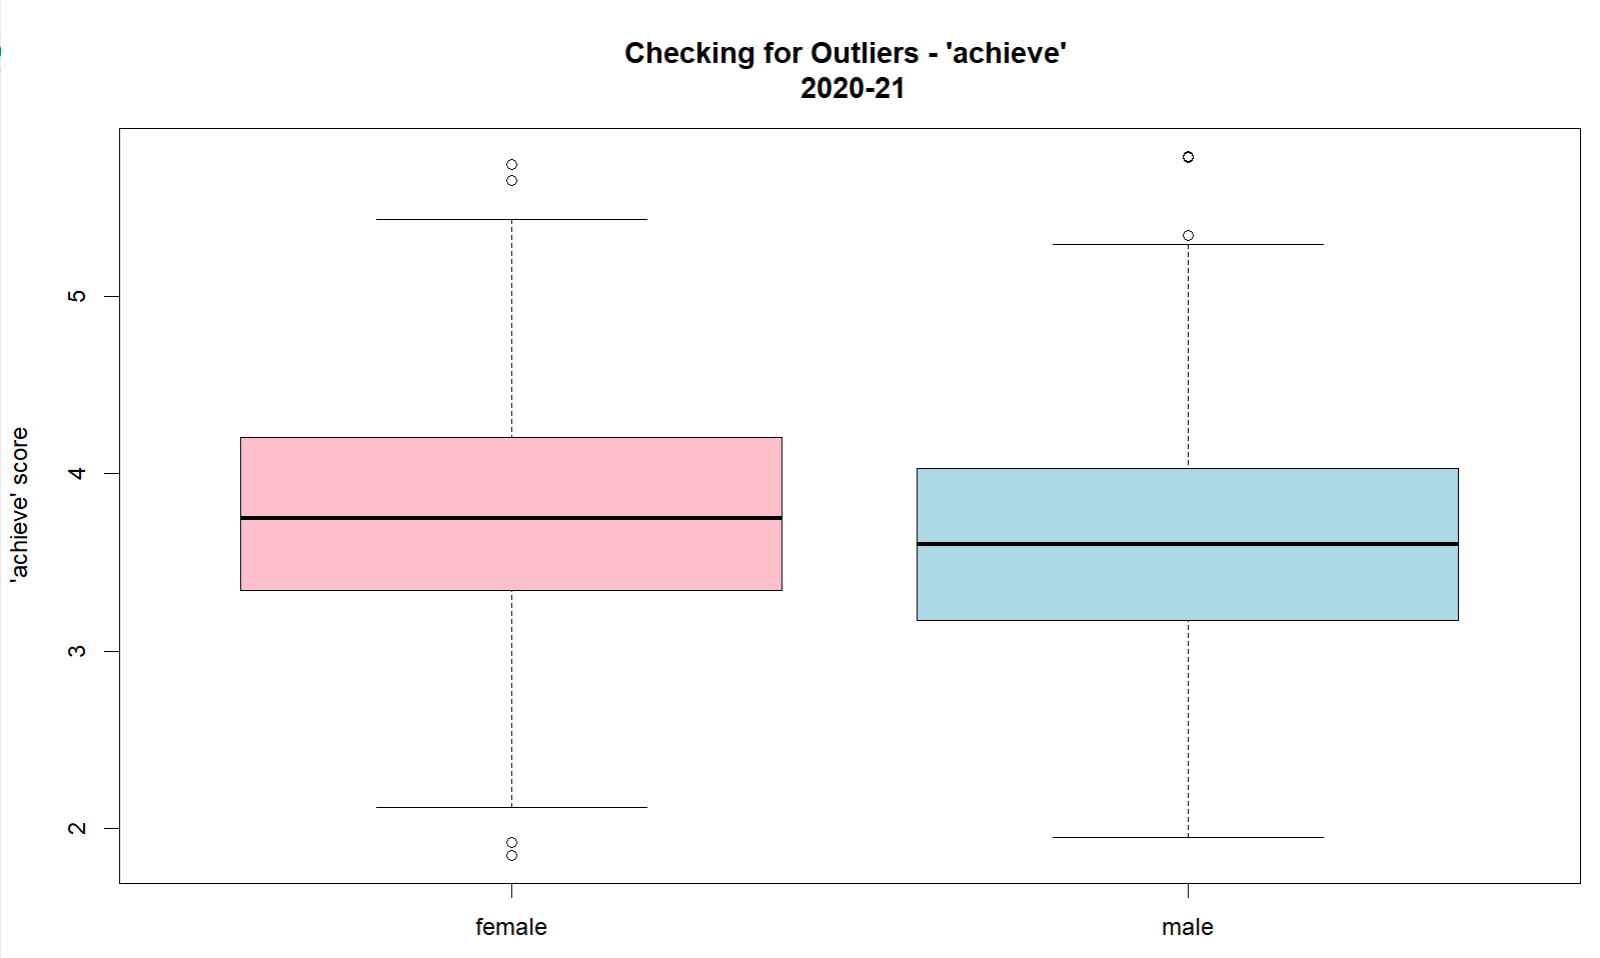 Checking for Outliers - 'achieve'
2020-21
'achieve' score
5
4
3
2
female
male